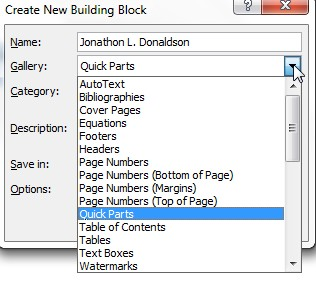 Create New Building Block
Name: Jonathon L. Donaldson
Gallery: Quick Parts
Category: AutoText
Bibliographies
Cover Pages
Description: Equations
Footers
Headers
Save in: Page Numbers
Page Numbers (Bottom of Page)
Options: Page Numbers (Margins)
Page Numbers (Top of Page)
Quick Parts
Table of Contents
Tables
Text Boxes
Watermarks